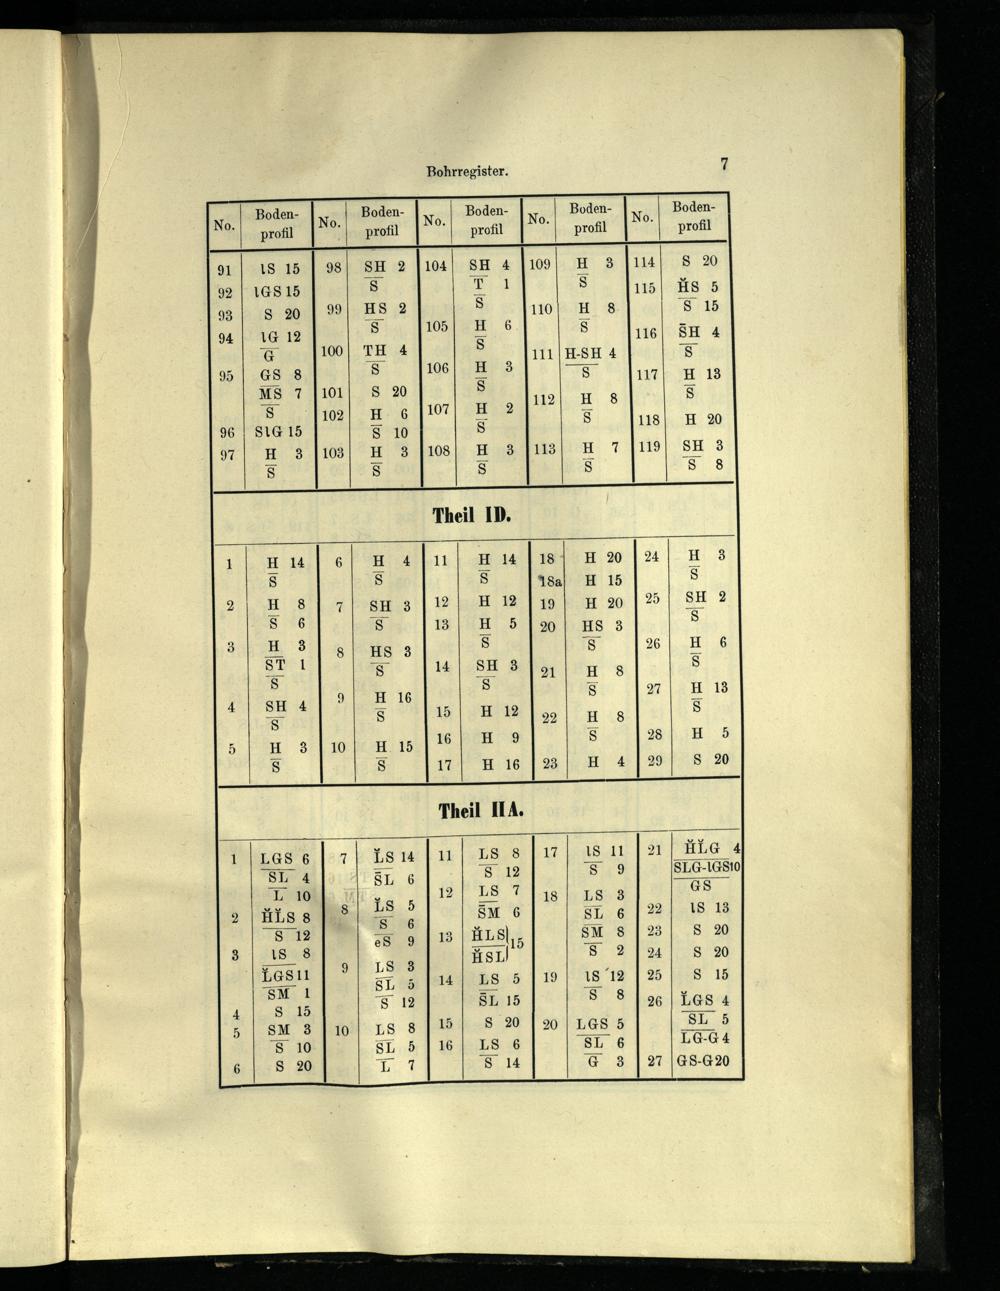 Bohrregister.
7
No. Boden-profil No. Boden-profil No. Boden-profil No. Boden-profil No. Boden-profil
91 lS 15
92 lGS 15
93 S 20
94 lG 12
G
95 GS 8
MS 7
S
96 SlG 15
97 H 3
S
98 SH 2
S
99 HS 2
S
100 TH 4
S
101 S 20
102 H 6
S 10
103 H 3
S
104 SH 4
T 1
S
105 H 6
S
106 H 3
S
107 H 2
S
108 H 3
S
109 H 3
S
110 H 8
S
111 H-SH 4
S
112 H 8
S
113 H 7
S
114 S 20
115 H̆S 5
S 15
116 S̄H 4
S
117 H 13
S
118 H 20
119 SH 3
S 8
Theil ID.
1 H 14
S
2 H 8
S 6
3 H 3
ST 1
S
4 SH 4
S
5 H 3
S
6 H 4
S
7 SH 3
S
8 HS 3
S
9 H 16
S
10 H 15
S
11 H 14
S
12 H 12
13 H 5
S
14 SH 3
S
15 H 12
16 H 9
17 H 16
18 H 20
18a H 15
19 H 20
20 HS 3
S
21 H 8
S
22 H 8
S
23 H 4
24 H 3
S
25 SH 2
S
26 H 6
S
27 H 13
S
28 H 5
29 S 20
Theil IIA.
1 LGS 6
SL 4
L 10
2 H̆L̆S 8
S 12
3 lS 8
L̆GS 11
SM 1
4 S 15
5 SM 3
S 10
6 S 20
7 L̆S 14
S̄L 6
8 L̆S 5
S 6
eS 9
9 LS 3
SL 5
S 12
10 LS 8
SL 5
L 7
11 LS 8
S 12
12 LS 7
S̄M 6
13 H̆LS
H̆SL } 15
14 LS 5
S̄L 15
15 S 20
16 LS 6
S 14
17 lS 11
S 9
18 LS 3
SL 6
SM 8
S 2
19 lS 12
S 8
20 LGS 5
SL 6
G 3
21 H̆L̆G 4
SLG-lGS 10
GS
22 lS 13
23 S 20
24 S 20
25 S 15
26 L̆GS 4
SL 5
LG-G 4
27 GS-G 20